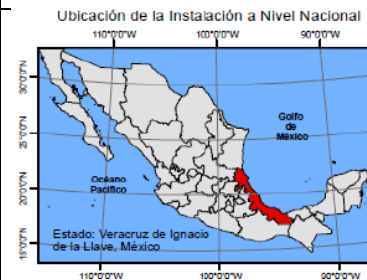 Ubicación de la Instalación a Nivel Nacional
110°0'0"W 100°0'0"W 90°0'0"W
30°0'0"N
25°0'0"N
20°0'0"N
15°0'0"N
Golfo
de
México
Océano
Pacífico
Estado: Veracruz de Ignacio
de la Llave, México
110°0'0"W 100°0'0"W 90°0'0"W